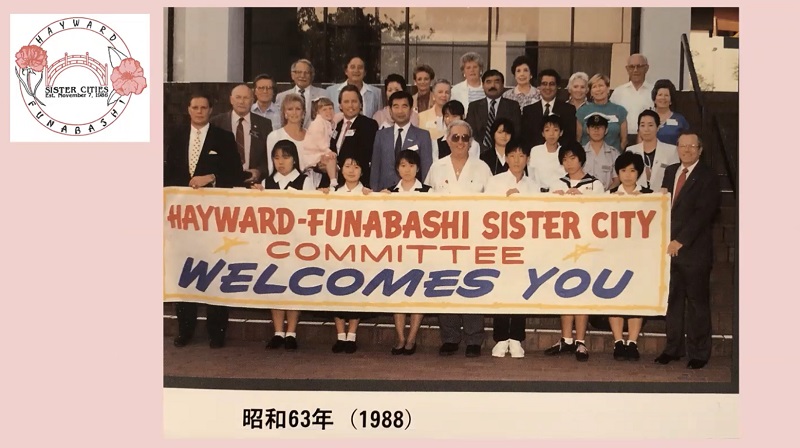 HAYWARD
SISTER CITIES
Est. November 7, 1986
FUNABASHI
HAYWARD-FUNABASHI SISTER CITY
COMMITTEE
WELCOMES YOU
昭和63年 (1988)